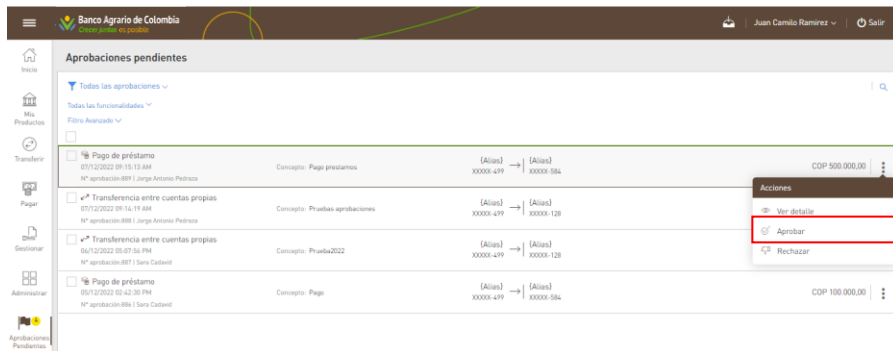 Banco Agrario de Colombia
Crecer juntos es posible
Juan Camilo Ramirez
Salir
Inicio
Mis
Productos
Transferir
Pagar
Gestionar
Administrar
Aprobaciones
Pendientes
Aprobaciones pendientes
Todas las aprobaciones
Todas las funcionalidades
Filtro Avanzado
Pago de préstamo
07/12/2022 09:15:13 AM
N° aprobación:889 | Jorge Antonio Pedraza
Concepto: Pago prestamos
(Alias) → (Alias)
XXXXX-499 XXXXX-584
COP 500.000,00
Transferencia entre cuentas propias
07/12/2022 09:14:19 AM
N° aprobación:888 | Jorge Antonio Pedraza
Concepto: Pruebas aprobaciones
(Alias) → (Alias)
XXXXX-499 XXXXX-128
Transferencia entre cuentas propias
06/12/2022 05:07:56 PM
N° aprobación:887 | Sara Cadavid
Concepto: Prueba2022
(Alias) → (Alias)
XXXXX-499 XXXXX-128
Pago de préstamo
05/12/2022 02:42:30 PM
N° aprobación:886 | Sara Cadavid
Concepto: Pago
(Alias) → (Alias)
XXXXX-499 XXXXX-584
COP 100.000,00
Acciones
Ver detalle
Aprobar
Rechazar